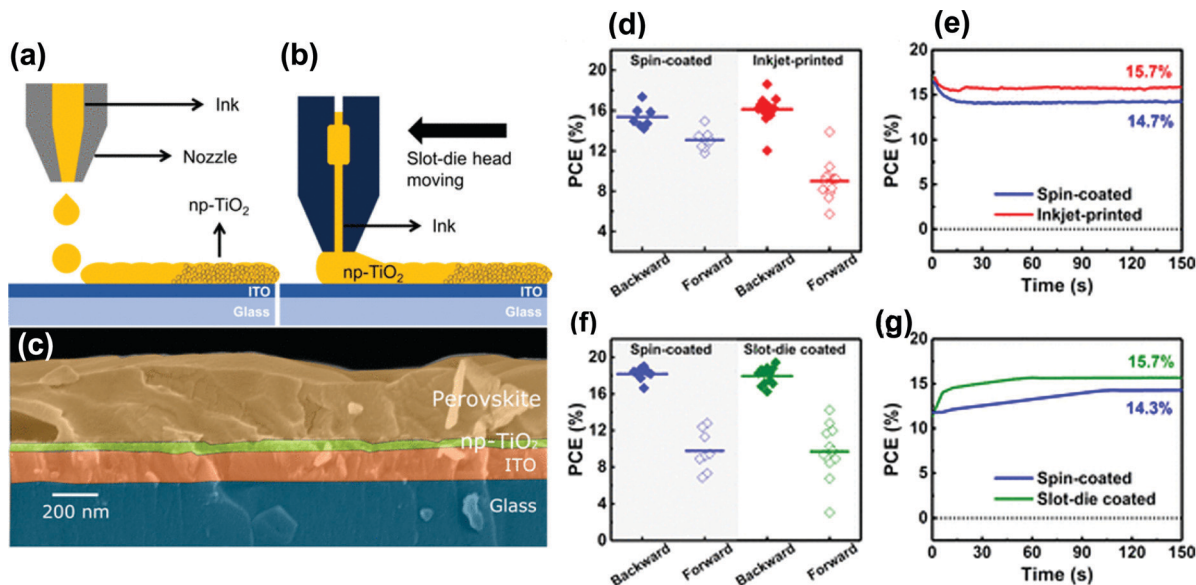 (a)
Ink
Nozzle
np-TiO₂
ITO
Glass
(b)
Slot-die head
moving
Ink
np-TiO₂
ITO
Glass
(c)
Perovskite
np-TiO₂
ITO
Glass
200 nm
(d)
Spin-coated
Inkjet-printed
PCE (%)
20
16
12
8
4
0
Backward
Forward
Backward
Forward
(e)
PCE (%)
20
15
10
5
0
15.7%
14.7%
Spin-coated
Inkjet-printed
0 30 60 90 120 150
Time (s)
(f)
Spin-coated
Slot-die coated
PCE (%)
20
16
12
8
4
0
Backward
Forward
Backward
Forward
(g)
PCE (%)
20
15
10
5
0
15.7%
14.3%
Spin-coated
Slot-die coated
0 30 60 90 120 150
Time (s)